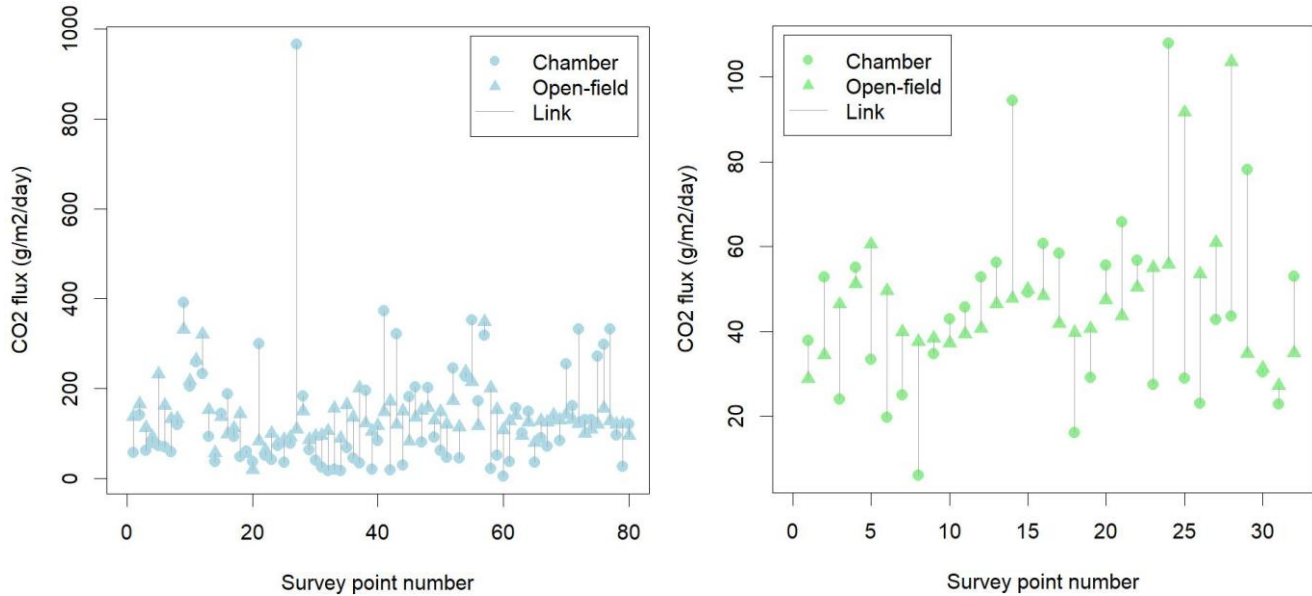 CO2 flux (g/m2/day)
1000
800
600
400
200
0
Chamber
Open-field
Link
0
20
40
60
80
Survey point number
CO2 flux (g/m2/day)
100
80
60
40
20
Chamber
Open-field
Link
0
5
10
15
20
25
30
Survey point number